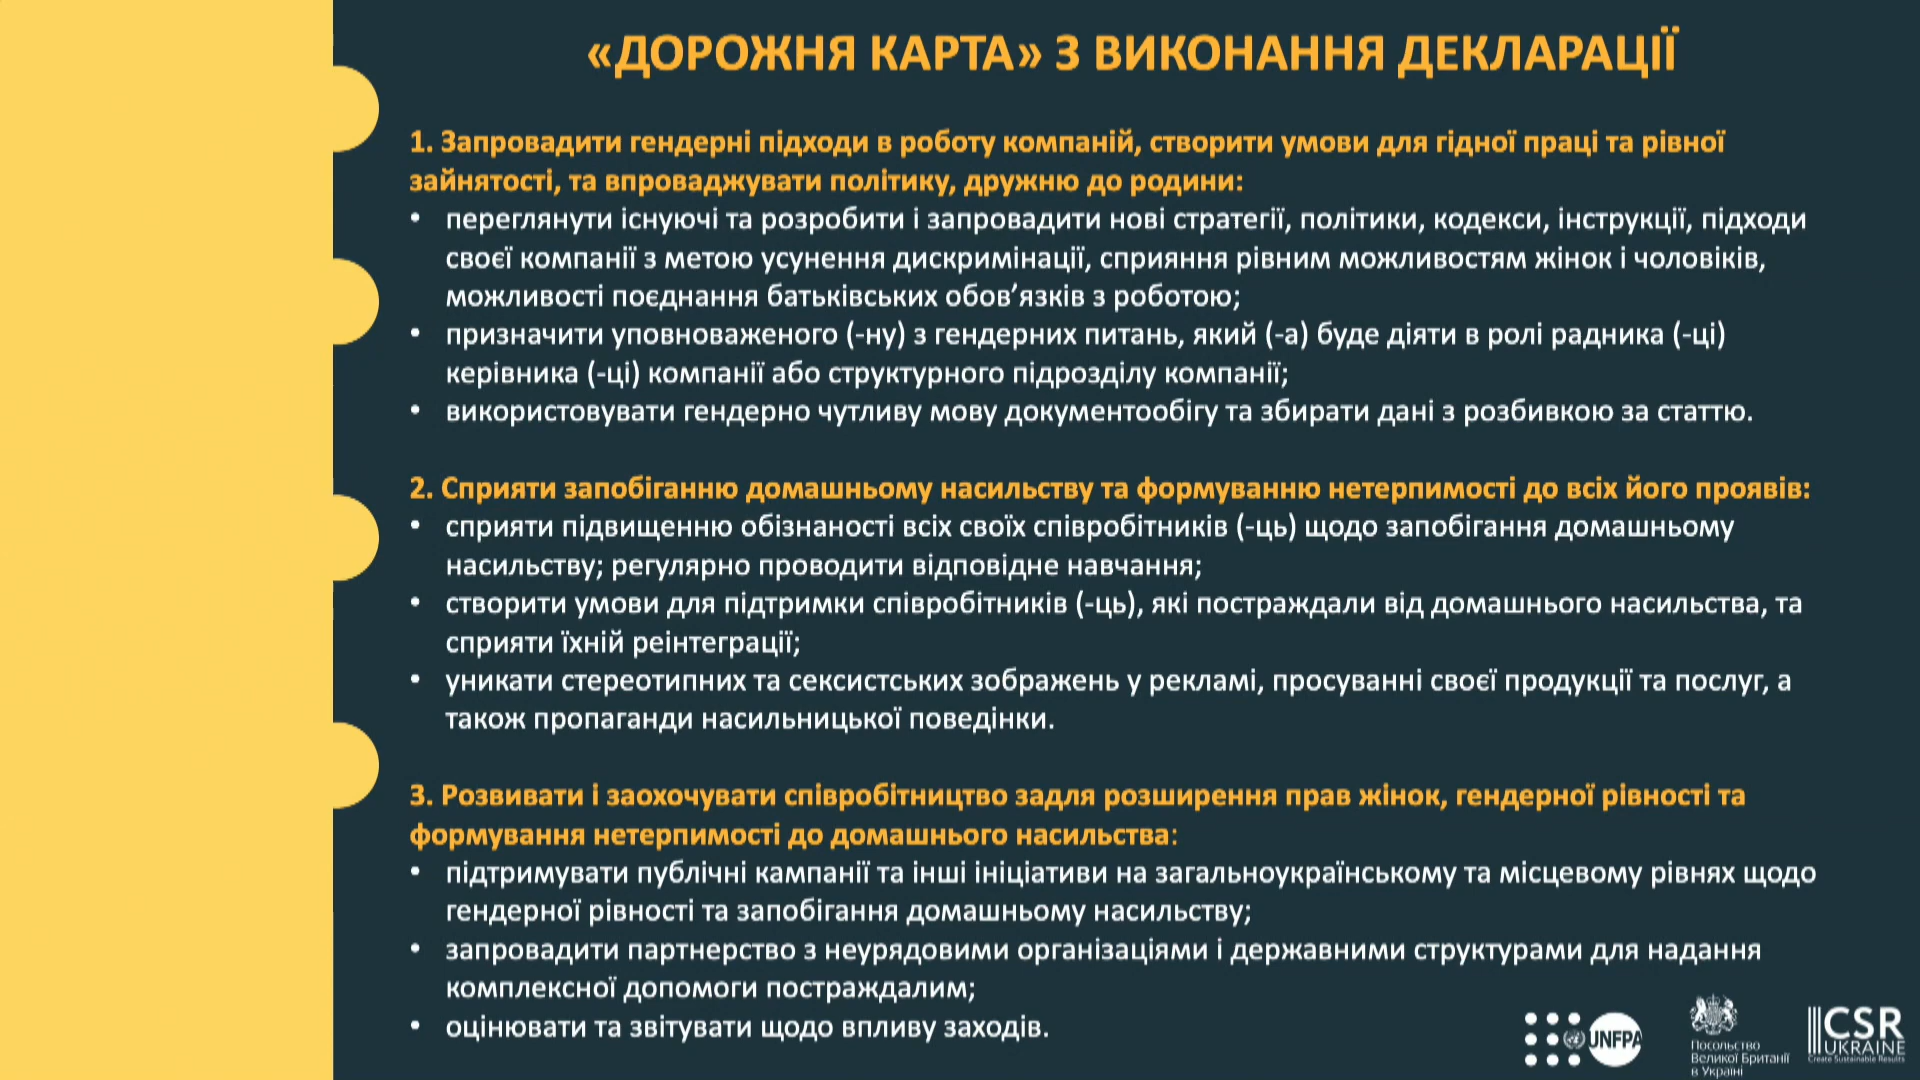 «ДОРОЖНЯ КАРТА» З ВИКОНАННЯ ДЕКЛАРАЦІЇ
1. Запровадити гендерні підходи в роботу компаній, створити умови для гідної праці та рівної
зайнятості, та впроваджувати політику, дружню до родини:
• переглянути існуючі та розробити і запровадити нові стратегії, політики, кодекси, інструкції, підходи
своєї компанії з метою усунення дискримінації, сприяння рівним можливостям жінок і чоловіків,
можливості поєднання батьківських обов’язків з роботою;
• призначити уповноваженого (-ну) з гендерних питань, який (-а) буде діяти в ролі радника (-ці)
керівника (-ці) компанії або структурного підрозділу компанії;
• використовувати гендерно чутливу мову документообігу та збирати дані з розбивкою за статтю.
2. Сприяти запобіганню домашньому насильству та формуванню нетерпимості до всіх його проявів:
• сприяти підвищенню обізнаності всіх своїх співробітників (-ць) щодо запобігання домашньому
насильству; регулярно проводити відповідне навчання;
• створити умови для підтримки співробітників (-ць), які постраждали від домашнього насильства, та
сприяти їхній реінтеграції;
• уникати стереотипних та сексистських зображень у рекламі, просуванні своєї продукції та послуг, а
також пропаганди насильницької поведінки.
3. Розвивати і заохочувати співробітництво задля розширення прав жінок, гендерної рівності та
формування нетерпимості до домашнього насильства:
• підтримувати публічні кампанії та інші ініціативи на загальноукраїнському та місцевому рівнях щодо
гендерної рівності та запобігання домашньому насильству;
• запровадити партнерство з неурядовими організаціями і державними структурами для надання
комплексної допомоги постраждалим;
• оцінювати та звітувати щодо впливу заходів.
UNFPA
Посольство
Великої Британії
в Україні
CSR
UKRAINE
Create Sustainable Results